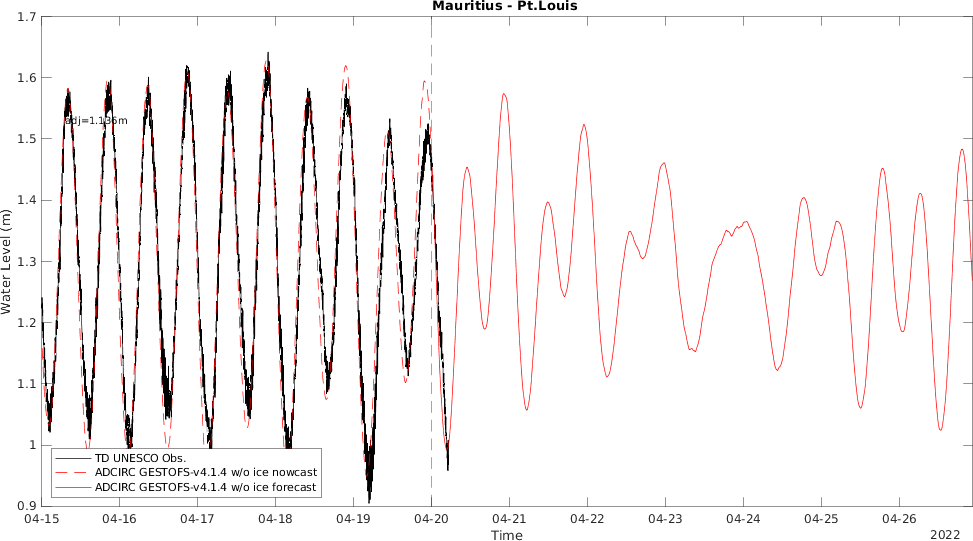 Mauritius - Pt.Louis
1.7
1.6
1.5
1.4
1.3
1.2
1.1
1
0.9
Water Level (m)
adj=1.136m
TD UNESCO Obs.
ADCIRC GESTOFS-v4.1.4 w/o ice nowcast
ADCIRC GESTOFS-v4.1.4 w/o ice forecast
04-15 04-16 04-17 04-18 04-19 04-20 04-21 04-22 04-23 04-24 04-25 04-26
Time
2022